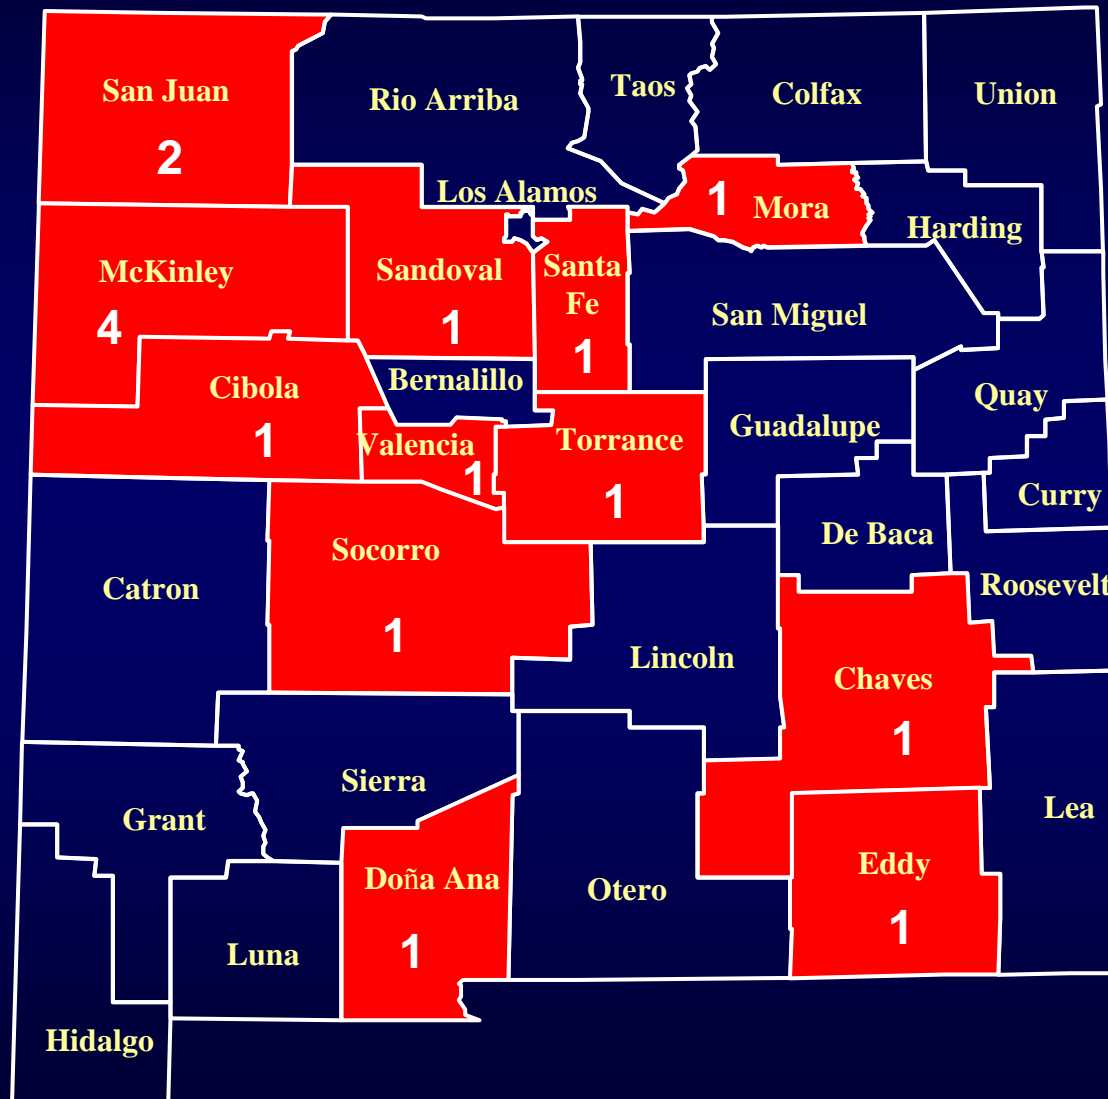 San Juan
2
Rio Arriba
Taos
Colfax
Union
Los Alamos
1 Mora
Harding
McKinley
4
Sandoval
1
Santa
Fe
1
San Miguel
Cibola
1
Bernalillo
Valencia
1
Torrance
1
Guadalupe
Quay
Curry
De Baca
Roosevelt
Catron
Socorro
1
Lincoln
Chaves
1
Sierra
Grant
Lea
Doña Ana
1
Otero
Eddy
1
Luna
Hidalgo